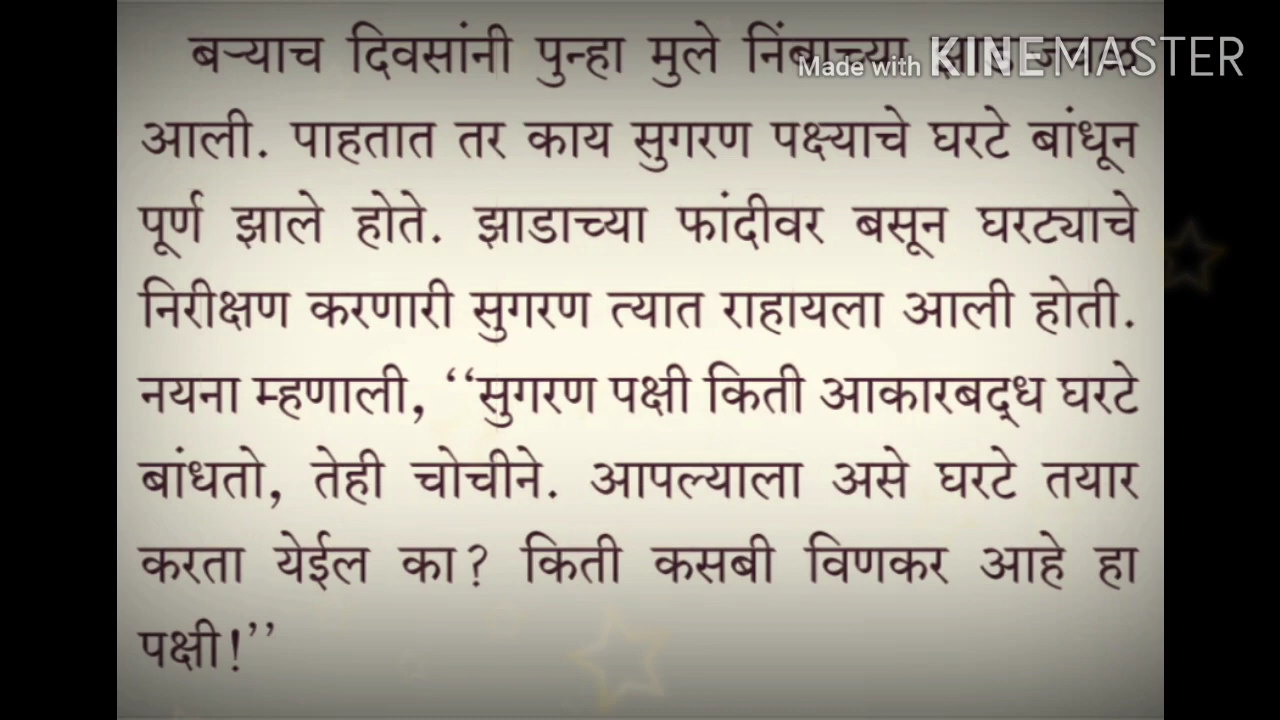 बऱ्याच दिवसांनी पुन्हा मुले निंबाच्या
Made with KINEMASTER
आली. पाहतात तर काय सुगरण पक्ष्याचे घरटे बांधून
पूर्ण झाले होते. झाडाच्या फांदीवर बसून घरट्याचे
निरीक्षण करणारी सुगरण त्यात राहायला आली होती.
नयना म्हणाली, ‘‘सुगरण पक्षी किती आकारबद्ध घरटे
बांधतो, तेही चोचीने. आपल्याला असे घरटे तयार
करता येईल का? किती कसबी विणकर आहे हा
पक्षी!’’